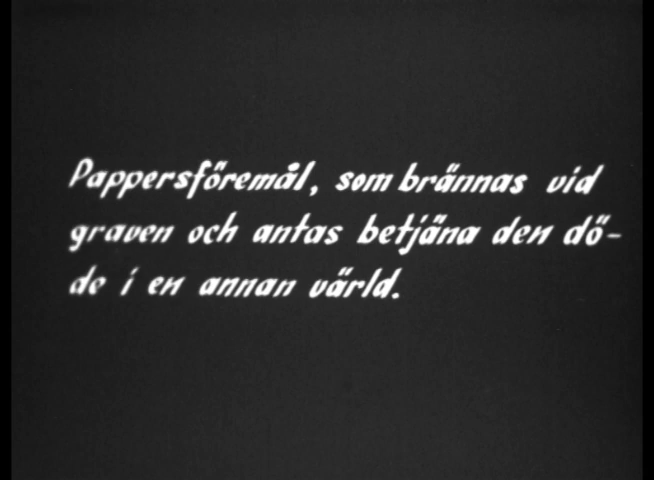 Pappersföremål, som brännas vid
graven och antas betjäna den dö-
de i en annan värld.